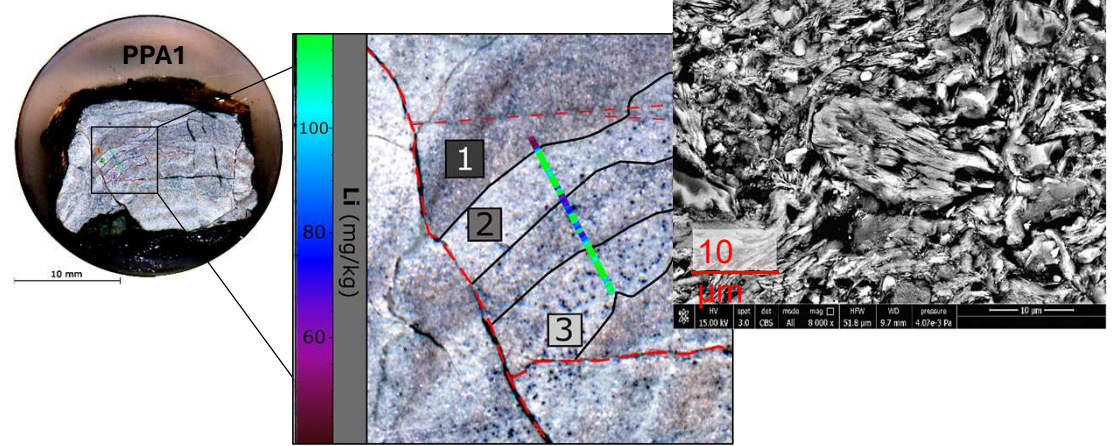 PPA1
10 mm
100
80
60
Li (mg/kg)
1
2
3
10
µm
HV spot det mode mag □ HFW WD pressure
15.00 kV 3.0 CBS All 8 000 x 51.8 µm 9.7 mm 4.07e-3 Pa
10 µm